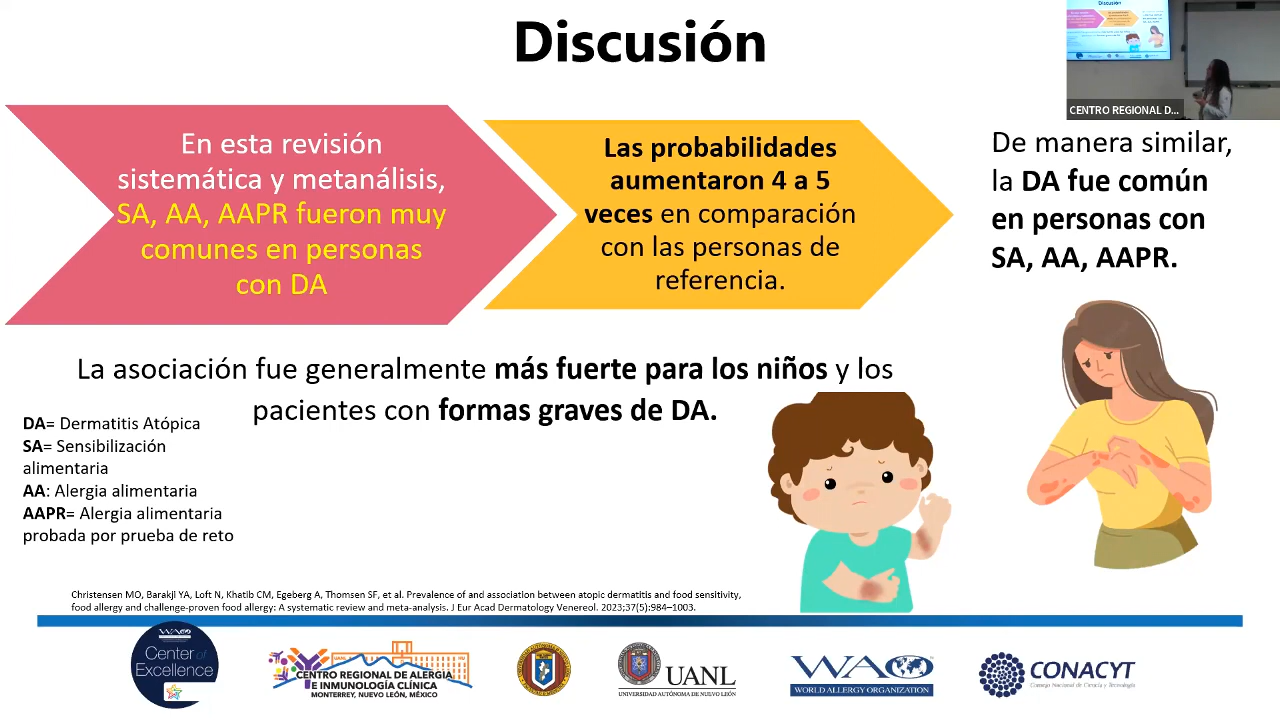 Discusión
CENTRO REGIONAL D...
En esta revisión
sistemática y metanálisis,
SA, AA, AAPR fueron muy
comunes en personas
con DA
Las probabilidades
aumentaron 4 a 5
veces en comparación
con las personas de
referencia.
De manera similar,
la DA fue común
en personas con
SA, AA, AAPR.
La asociación fue generalmente más fuerte para los niños y los
pacientes con formas graves de DA.
DA= Dermatitis Atópica
SA= Sensibilización
alimentaria
AA: Alergia alimentaria
AAPR= Alergia alimentaria
probada por prueba de reto
Christensen MO, Barakji YA, Loft N, Khatib CM, Egeberg A, Thomsen SF, et al. Prevalence of and association between atopic dermatitis and food sensitivity,
food allergy and challenge-proven food allergy: A systematic review and meta-analysis. J Eur Acad Dermatology Venereol. 2023;37(5):984–1003.
WAO
Center of
Excellence
CENTRO REGIONAL DE ALERGIA
E INMUNOLOGÍA CLÍNICA
MONTERREY, NUEVO LEÓN, MÉXICO
UANL
UNIVERSIDAD AUTÓNOMA DE NUEVO LEÓN
WAO
WORLD ALLERGY ORGANIZATION
CONACYT
Consejo Nacional de Ciencia y Tecnología